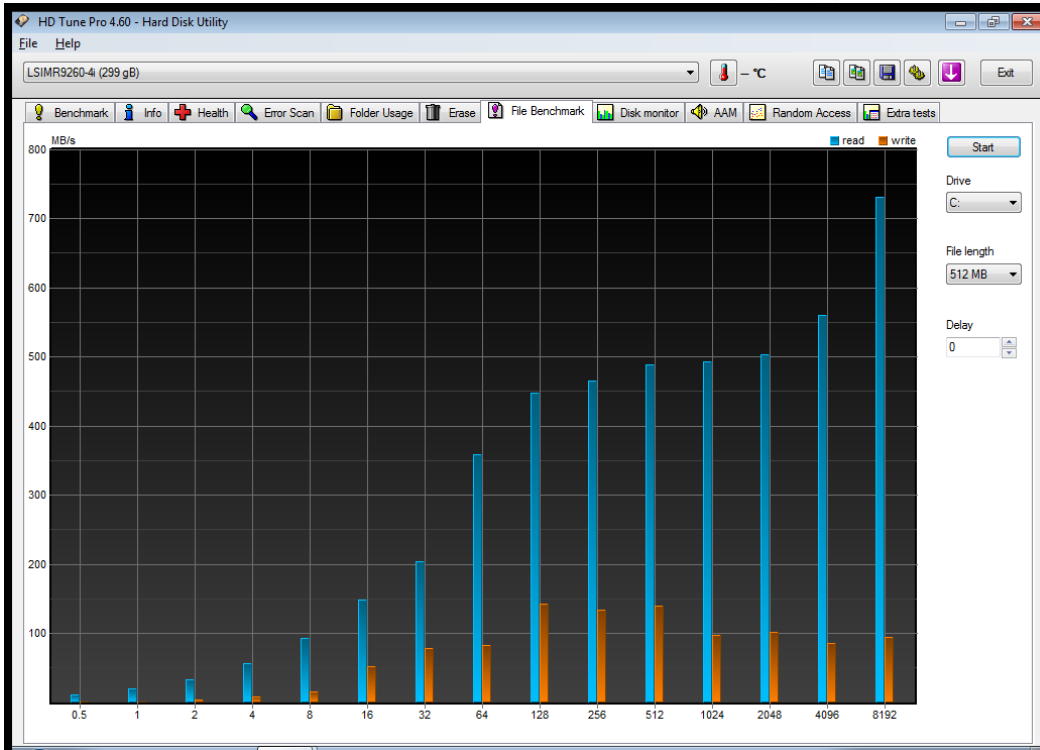 HD Tune Pro 4.60 - Hard Disk Utility
File Help
LSIMR9260-4i (299 gB) – °C Exit
Benchmark Info Health Error Scan Folder Usage Erase File Benchmark Disk monitor AAM Random Access Extra tests
MB/s read write Start
800
Drive
C:
700
File length
512 MB
600
Delay
0
500
400
300
200
100
0.5 1 2 4 8 16 32 64 128 256 512 1024 2048 4096 8192